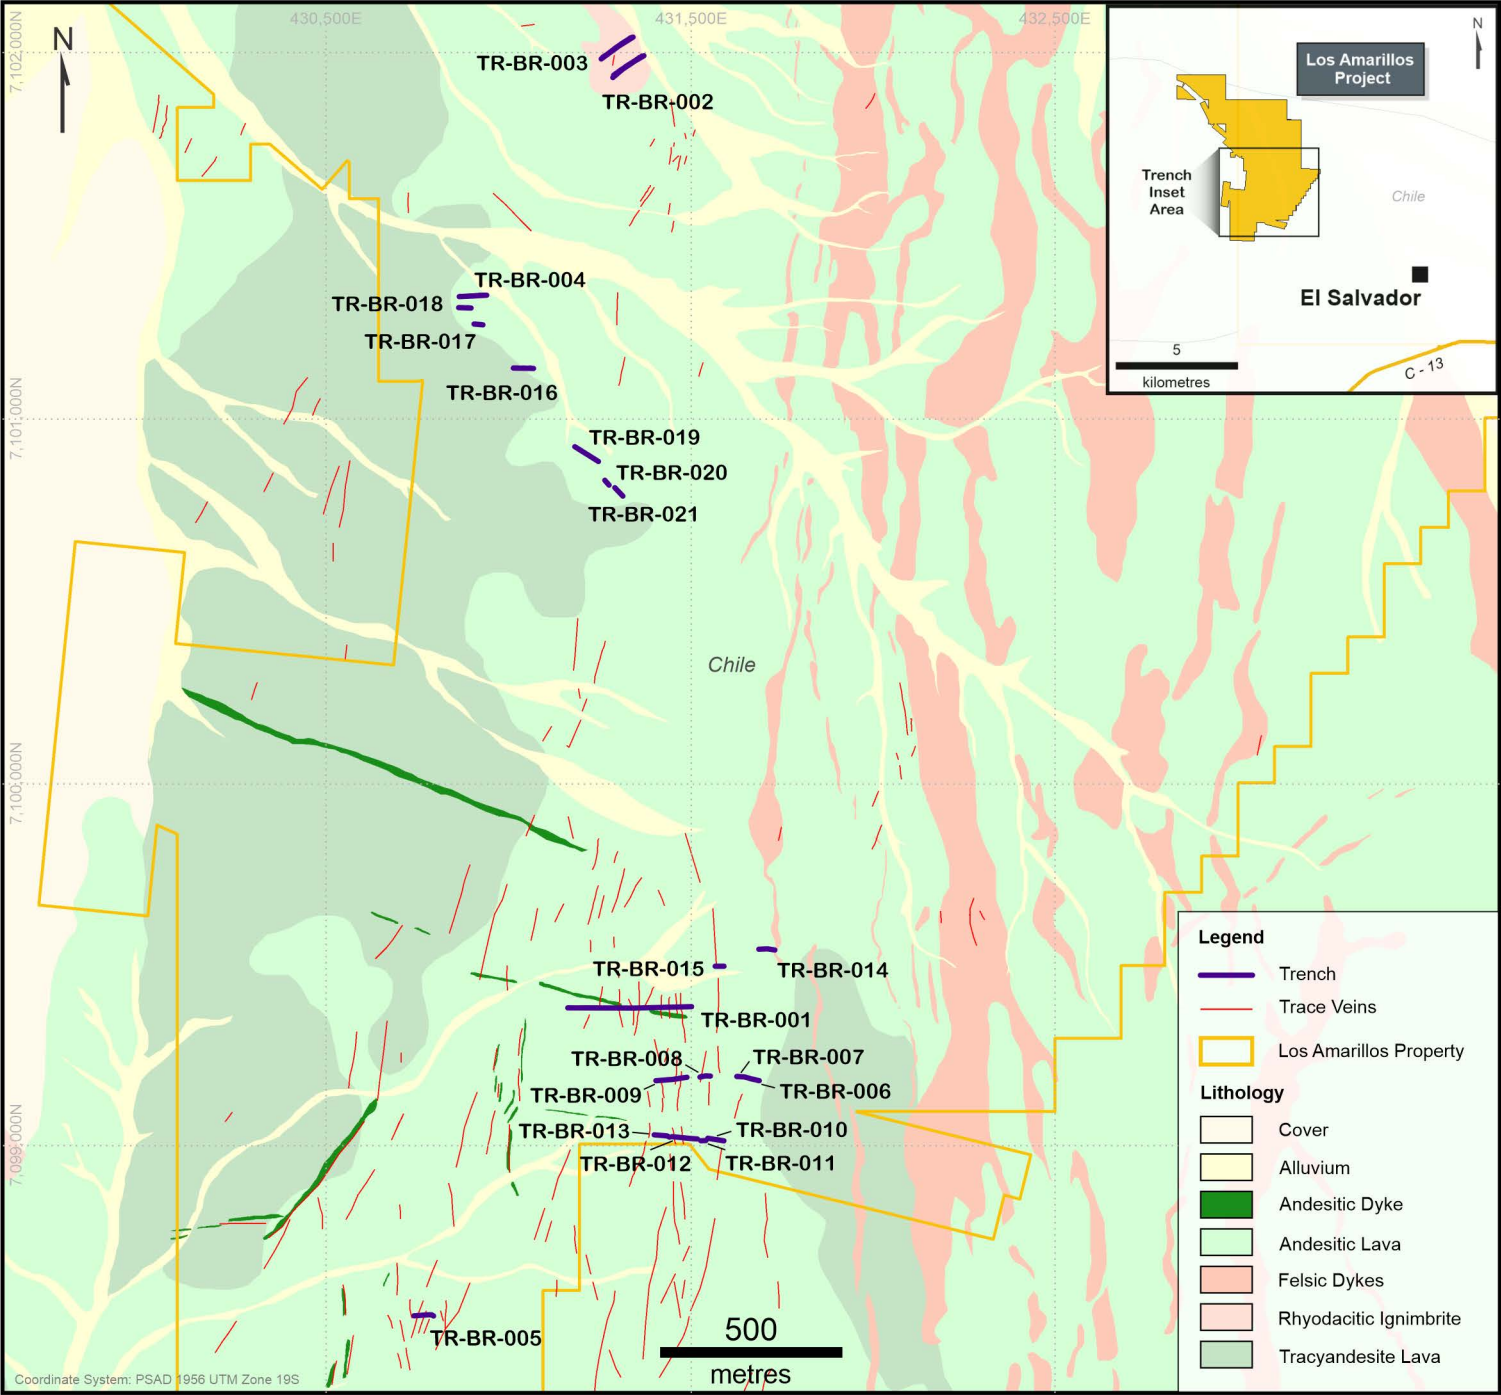 430,500E
431,500E
432,500E
7,102,000N
7,101,000N
7,100,000N
7,099,000N
N
TR-BR-003
TR-BR-002
TR-BR-004
TR-BR-018
TR-BR-017
TR-BR-016
TR-BR-019
TR-BR-020
TR-BR-021
Chile
TR-BR-015
TR-BR-014
TR-BR-001
TR-BR-008
TR-BR-007
TR-BR-009
TR-BR-006
TR-BR-013
TR-BR-010
TR-BR-012
TR-BR-011
TR-BR-005
500
metres
Coordinate System: PSAD 1956 UTM Zone 19S
N
Los Amarillos
Project
Trench
Inset
Area
Chile
El Salvador
5
kilometres
C - 13
Legend
Trench
Trace Veins
Los Amarillos Property
Lithology
Cover
Alluvium
Andesitic Dyke
Andesitic Lava
Felsic Dykes
Rhyodacitic Ignimbrite
Tracyandesite Lava